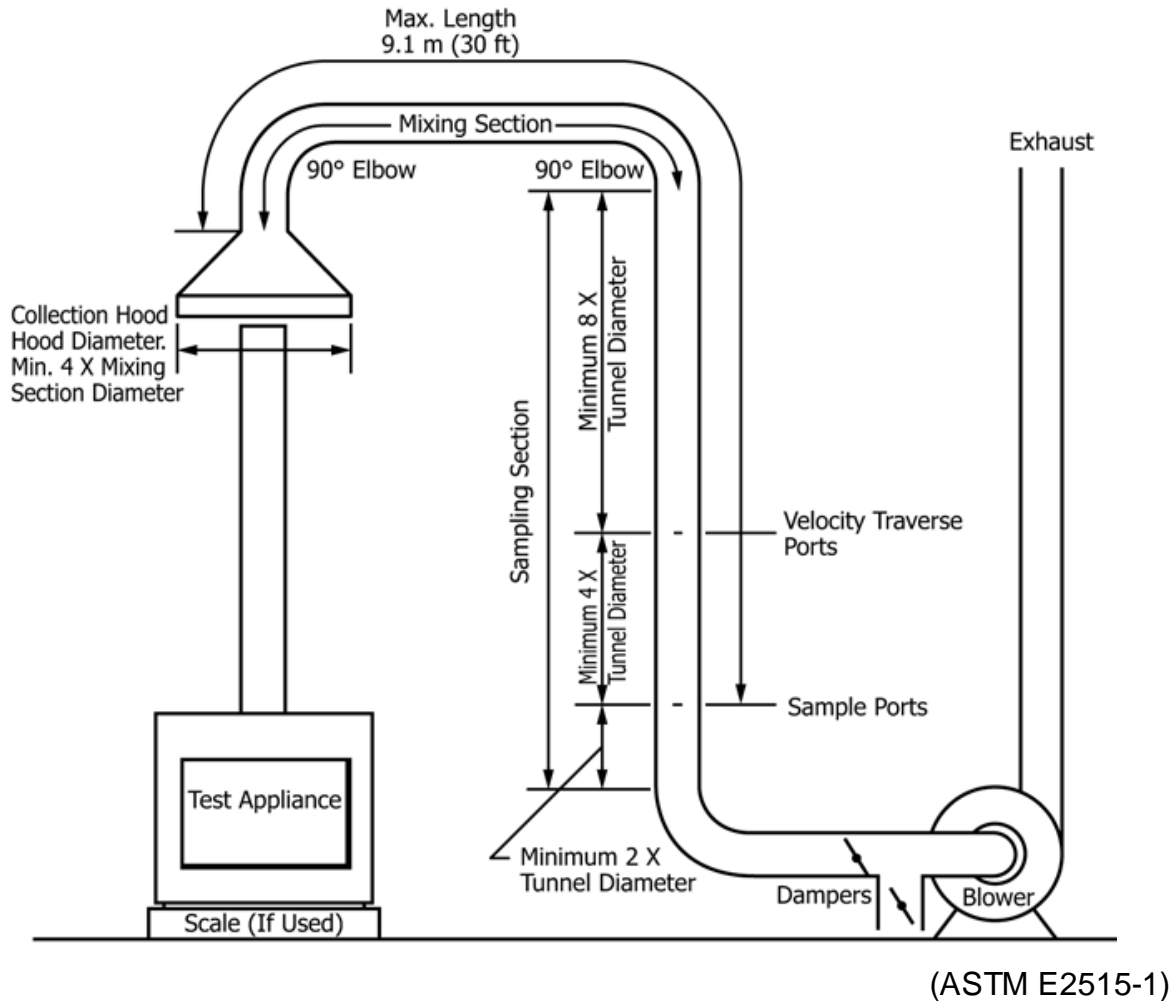 Max. Length
9.1 m (30 ft)
Mixing Section
Exhaust
90° Elbow
90° Elbow
Collection Hood
Hood Diameter.
Min. 4 X Mixing
Section Diameter
Minimum 8 X
Tunnel Diameter
Sampling Section
Velocity Traverse
Ports
Minimum 4 X
Tunnel Diameter
Sample Ports
Test Appliance
Minimum 2 X
Tunnel Diameter
Dampers
Blower
Scale (If Used)
(ASTM E2515-1)